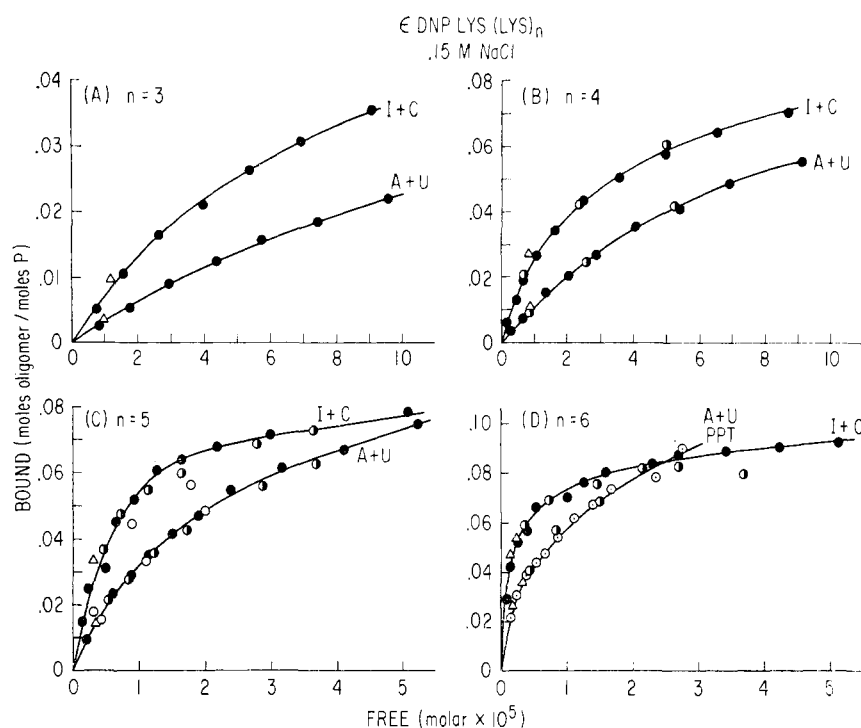 ϵ DNP LYS (LYS)n
.15 M NaCl
(A) n=3
I+C
A+U
.04
.03
.02
.01
0
0 2 4 6 8 10
(B) n=4
I+C
A+U
.08
.06
.04
.02
0
0 2 4 6 8 10
(C) n=5
I+C
A+U
.08
.06
.04
.02
0
0 1 2 3 4 5
(D) n=6
A+U
PPT
I+C
.10
.08
.06
.04
.02
0
0 1 2 3 4 5
BOUND (moles oligomer / moles P)
FREE (molar × 10⁵)